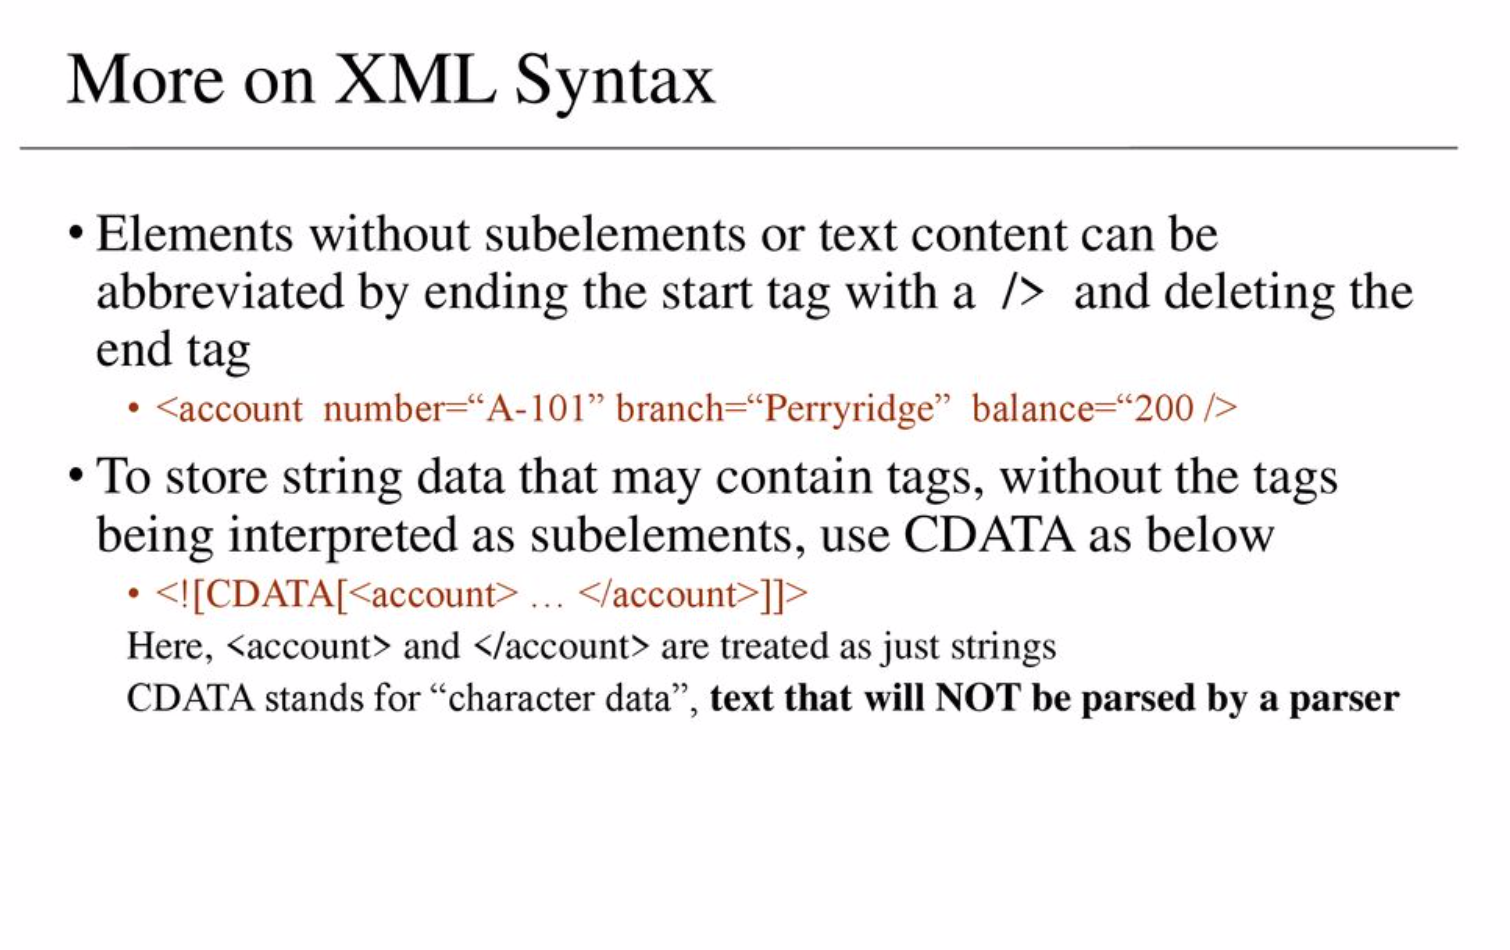 More on XML Syntax
• Elements without subelements or text content can be
abbreviated by ending the start tag with a /> and deleting the
end tag
• <account number=“A-101” branch=“Perryridge” balance=“200 />
• To store string data that may contain tags, without the tags
being interpreted as subelements, use CDATA as below
• <![CDATA[<account> … </account>]]>
Here, <account> and </account> are treated as just strings
CDATA stands for “character data”, text that will NOT be parsed by a parser